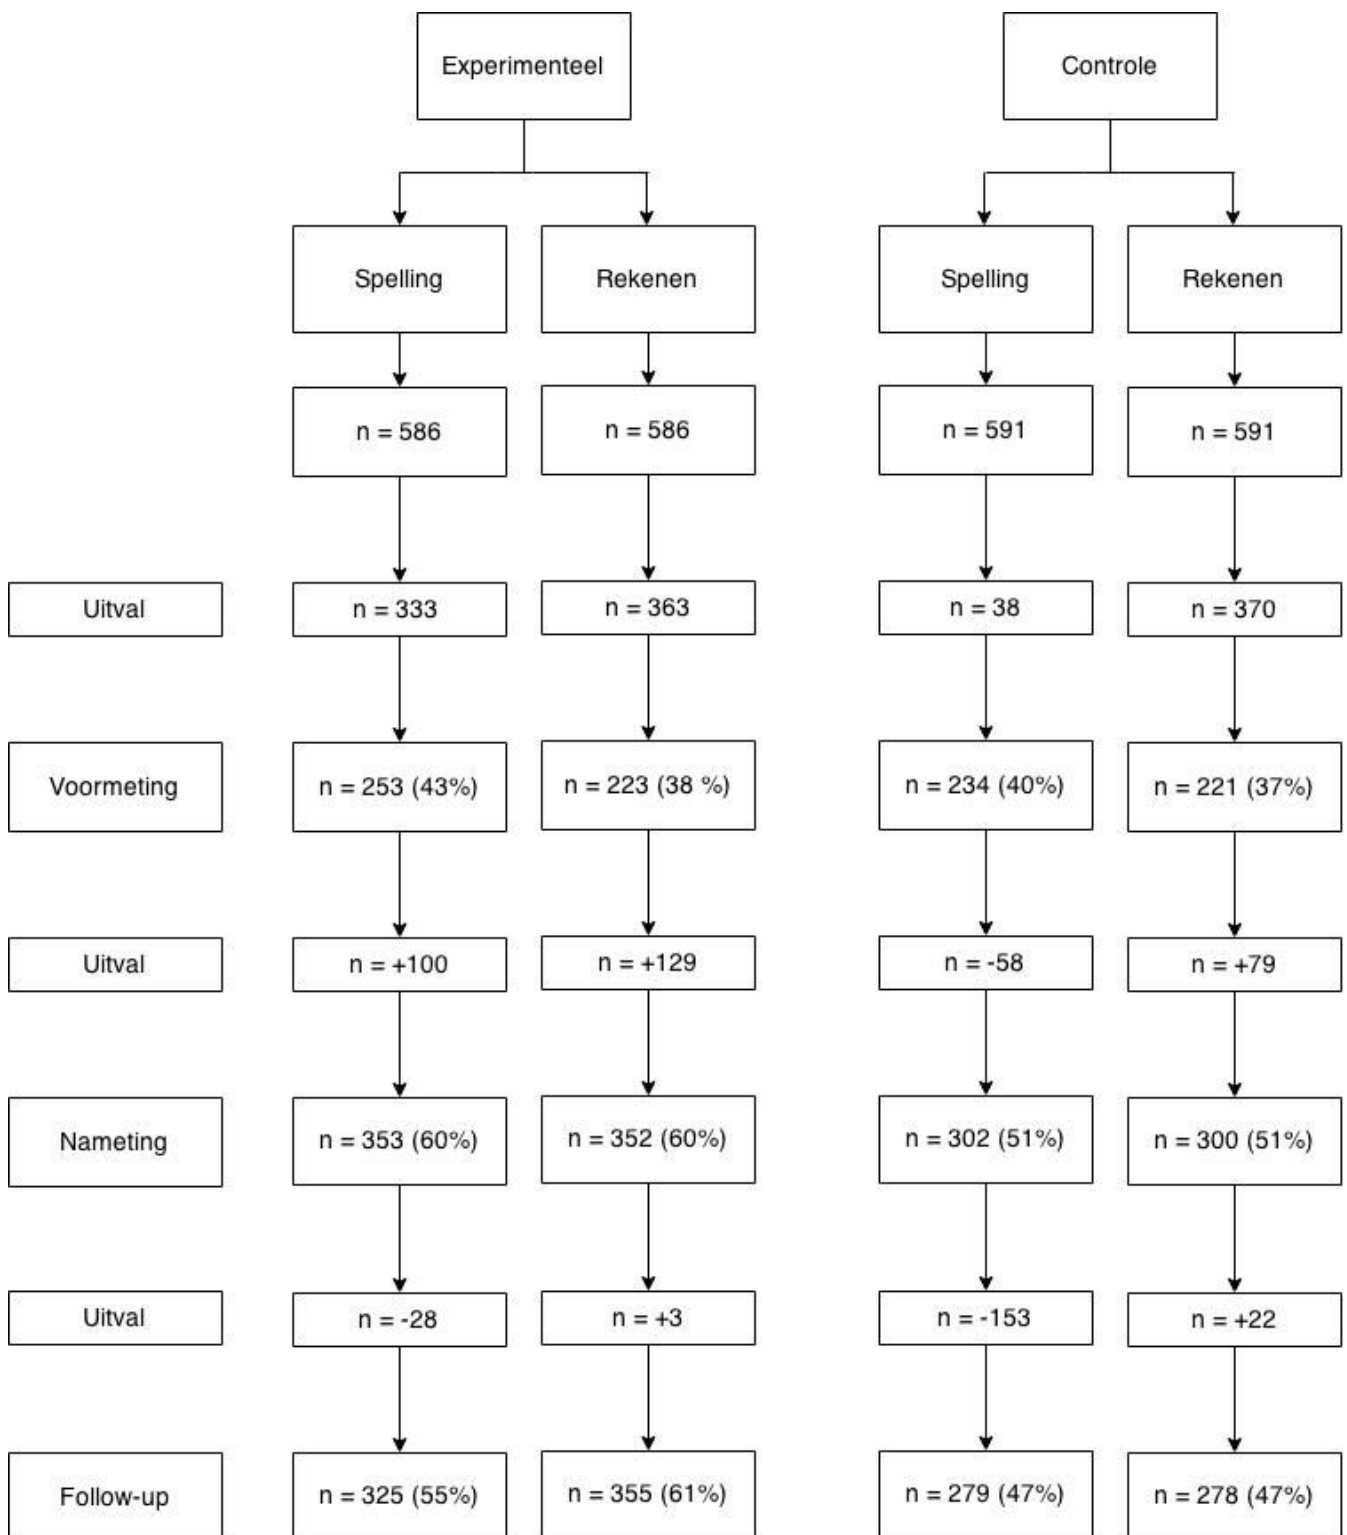 Experimenteel
Controle
Spelling
Rekenen
Spelling
Rekenen
n = 586
n = 586
n = 591
n = 591
Uitval
n = 333
n = 363
n = 38
n = 370
Voormeting
n = 253 (43%)
n = 223 (38 %)
n = 234 (40%)
n = 221 (37%)
Uitval
n = +100
n = +129
n = -58
n = +79
Nameting
n = 353 (60%)
n = 352 (60%)
n = 302 (51%)
n = 300 (51%)
Uitval
n = -28
n = +3
n = -153
n = +22
Follow-up
n = 325 (55%)
n = 355 (61%)
n = 279 (47%)
n = 278 (47%)